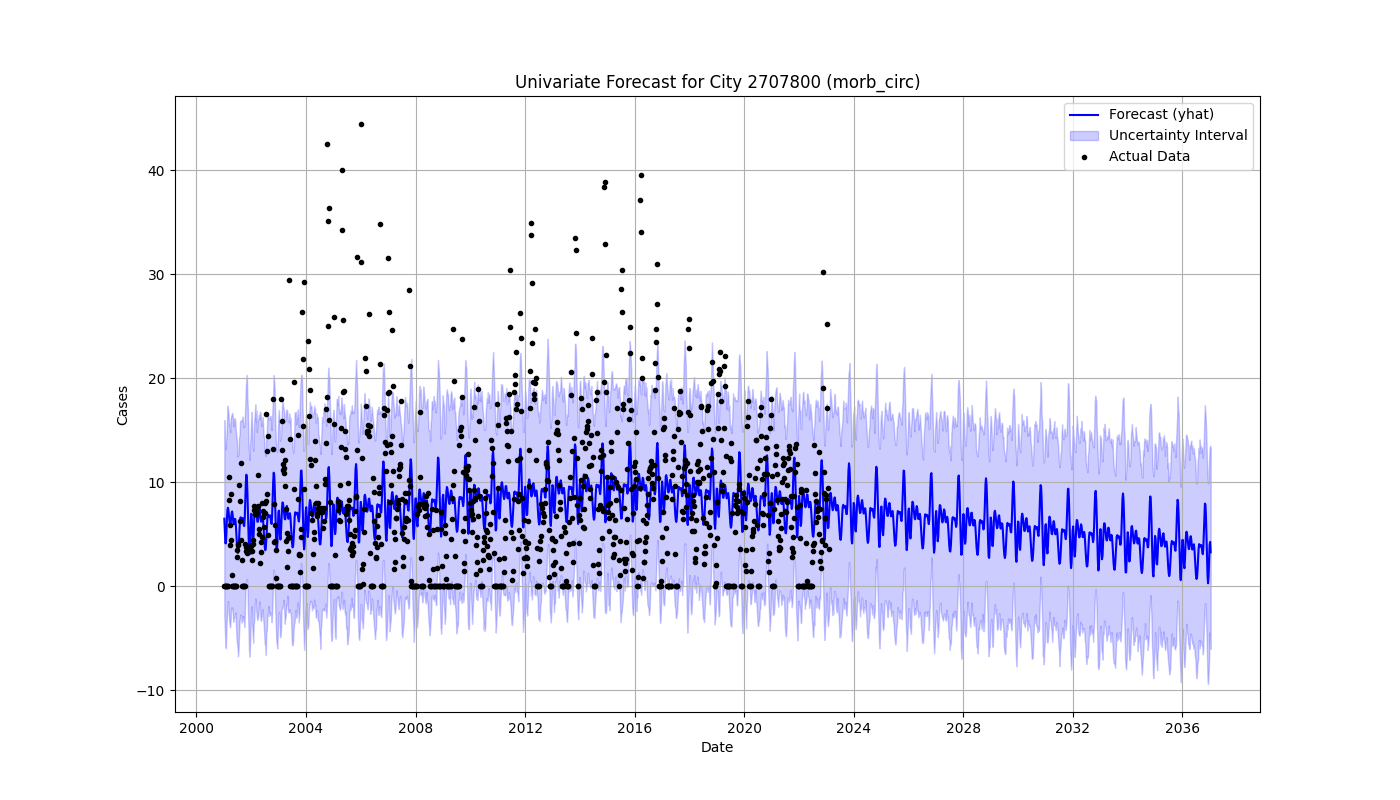 Univariate Forecast for City 2707800 (morb_circ)
Forecast (yhat)
Uncertainty Interval
Actual Data
Cases
40
30
20
10
0
−10
2000 2004 2008 2012 2016 2020 2024 2028 2032 2036
Date